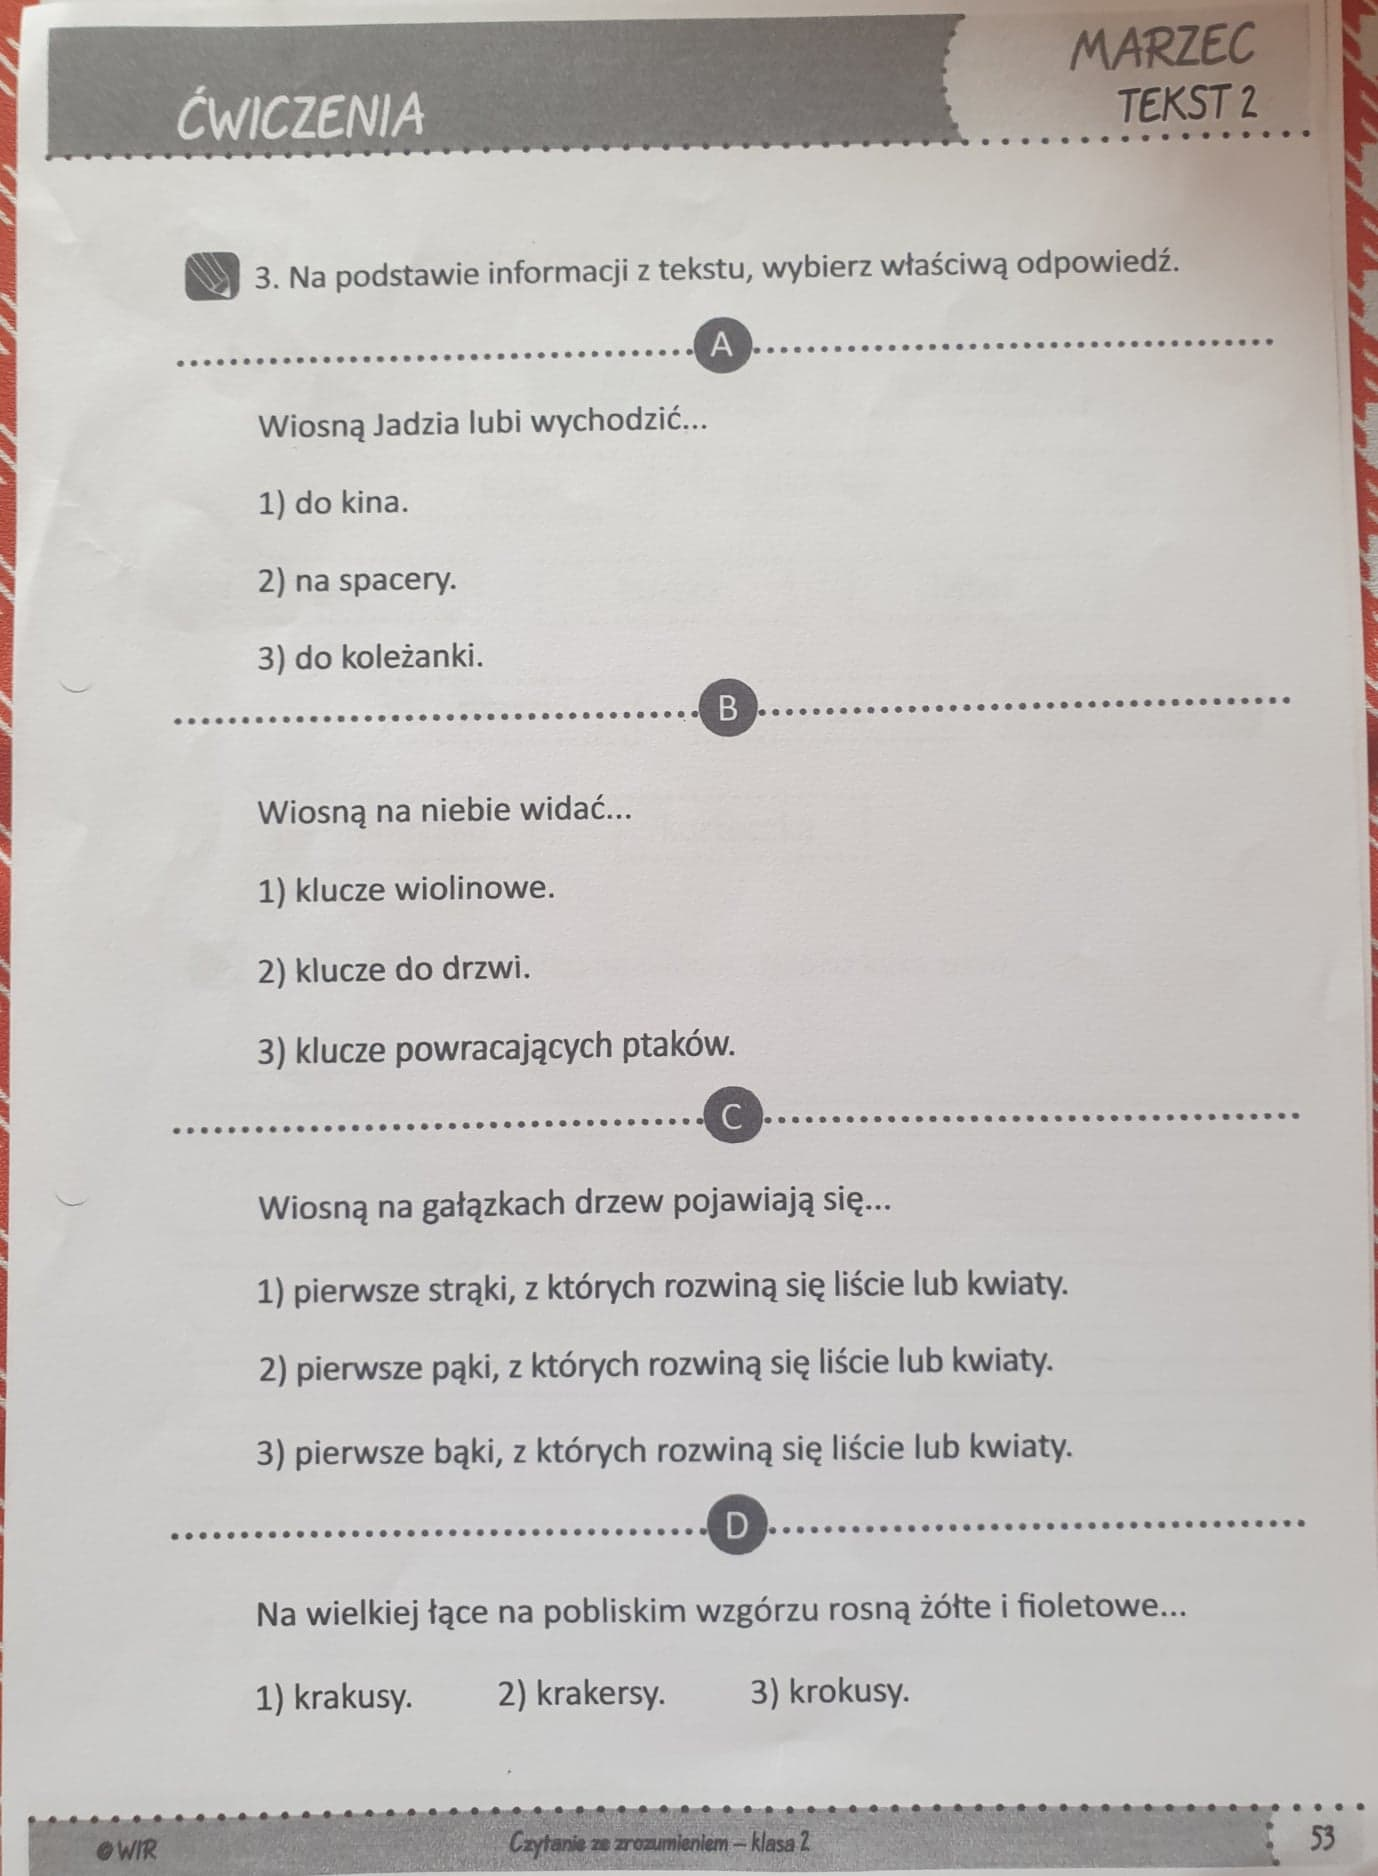 ĆWICZENIA
MARZEC
TEKST 2
3. Na podstawie informacji z tekstu, wybierz właściwą odpowiedź.
A
Wiosną Jadzia lubi wychodzić...
1) do kina.
2) na spacery.
3) do koleżanki.
B
Wiosną na niebie widać...
1) klucze wiolinowe.
2) klucze do drzwi.
3) klucze powracających ptaków.
C
Wiosną na gałązkach drzew pojawiają się...
1) pierwsze strąki, z których rozwiną się liście lub kwiaty.
2) pierwsze pąki, z których rozwiną się liście lub kwiaty.
3) pierwsze bąki, z których rozwiną się liście lub kwiaty.
D
Na wielkiej łące na pobliskim wzgórzu rosną żółte i fioletowe...
1) krakusy. 2) krakersy. 3) krokusy.
© WIR Czytanie ze zrozumieniem – klasa 2 53